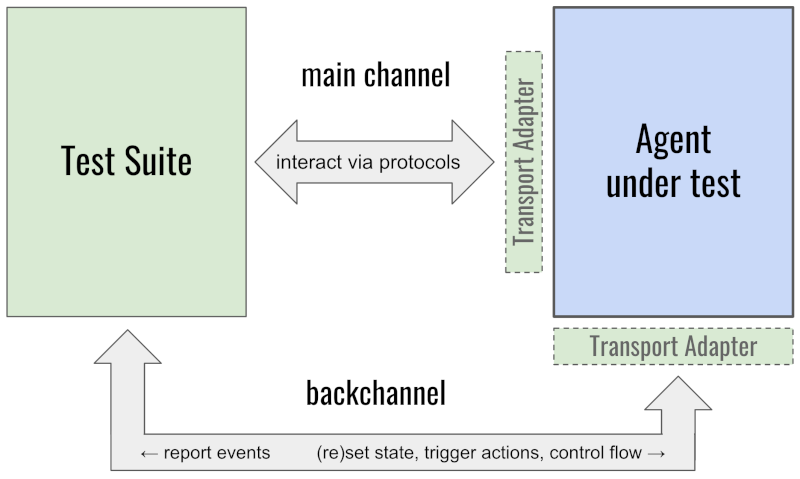 main channel
Test Suite
interact via protocols
Transport Adapter
Agent
under test
Transport Adapter
backchannel
← report events
(re)set state, trigger actions, control flow →